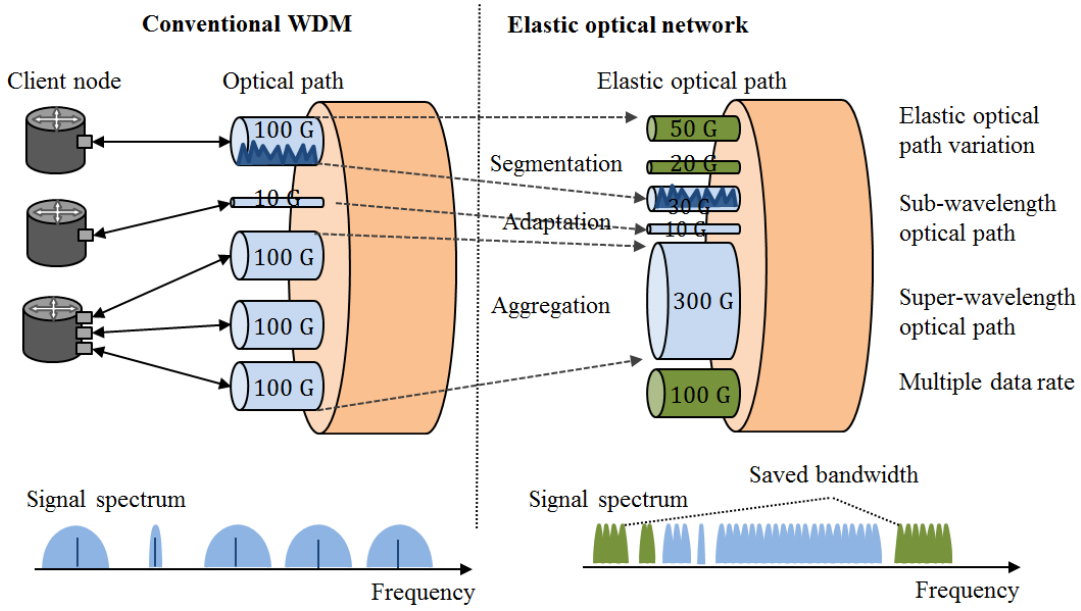 Conventional WDM
Elastic optical network
Client node
Optical path
Elastic optical path
100 G
10 G
100 G
100 G
100 G
Segmentation
Adaptation
Aggregation
50 G
20 G
30 G
10 G
300 G
100 G
Elastic optical
path variation
Sub-wavelength
optical path
Super-wavelength
optical path
Multiple data rate
Signal spectrum
Frequency
Saved bandwidth
Signal spectrum
Frequency